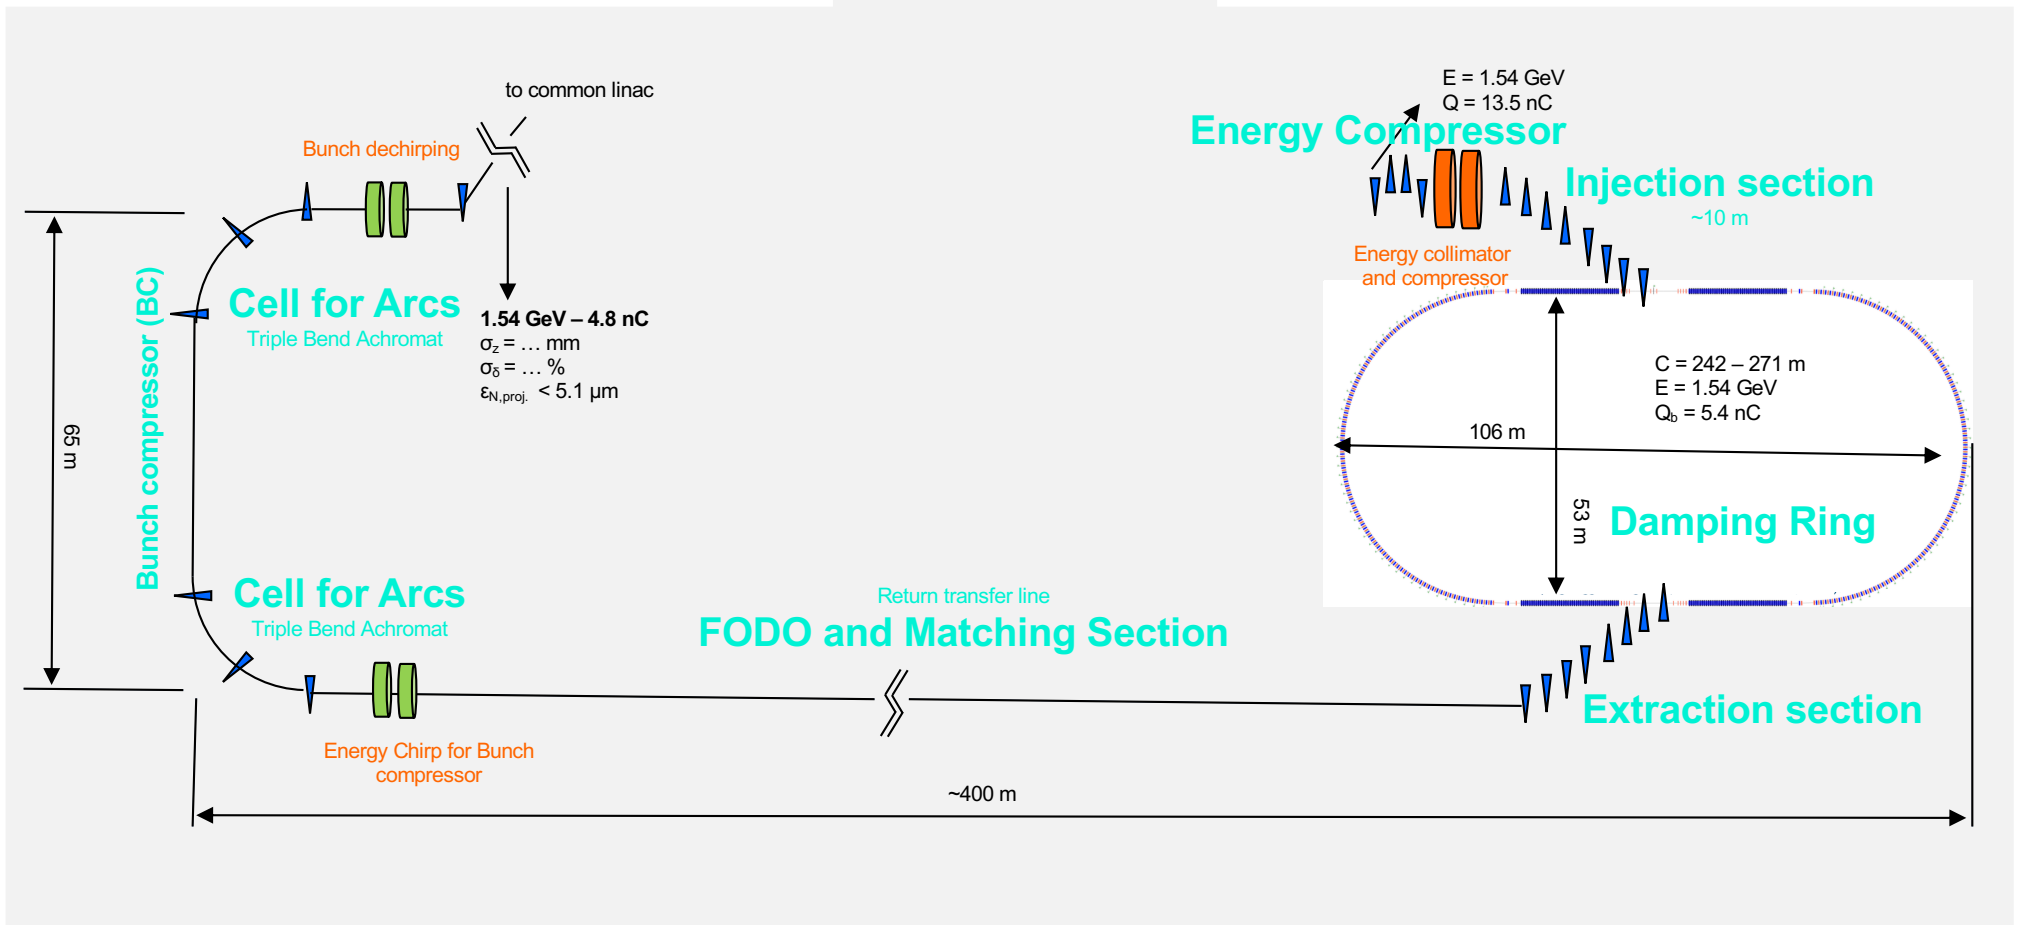 to common linac
Bunch dechirping
E = 1.54 GeV
Q = 13.5 nC
Energy Compressor
Injection section
~10 m
Energy collimator
and compressor
Bunch compressor (BC)
65 m
Cell for Arcs
Triple Bend Achromat
1.54 GeV – 4.8 nC
σz = … mm
σδ = … %
εN,proj. < 5.1 µm
C = 242 – 271 m
E = 1.54 GeV
Qb = 5.4 nC
106 m
53 m
Damping Ring
Cell for Arcs
Triple Bend Achromat
Return transfer line
FODO and Matching Section
Extraction section
Energy Chirp for Bunch
compressor
~400 m